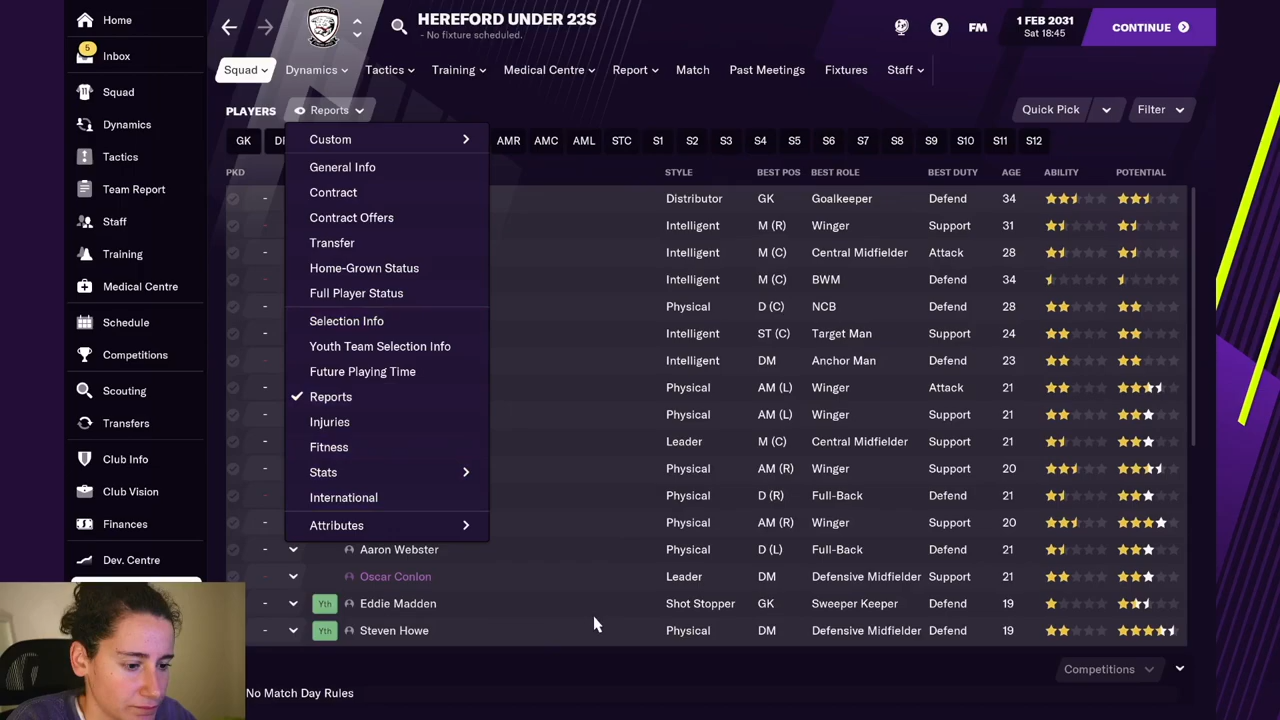 Home
5
Inbox
Squad
Dynamics
Tactics
Team Report
Staff
Training
Medical Centre
Schedule
Competitions
Scouting
Transfers
Club Info
Club Vision
Finances
Dev. Centre
HEREFORD UNDER 23S
- No fixture scheduled.
?
FM
1 FEB 2031
Sat 18:45
CONTINUE
Squad Dynamics Tactics Training Medical Centre Report Match Past Meetings Fixtures Staff
PLAYERS Reports Quick Pick Filter
GK AMR AMC AML STC S1 S2 S3 S4 S5 S6 S7 S8 S9 S10 S11 S12
PKD STYLE BEST POS BEST ROLE BEST DUTY AGE ABILITY POTENTIAL
Custom
General Info
Contract
Contract Offers
Transfer
Home-Grown Status
Full Player Status
Selection Info
Youth Team Selection Info
Future Playing Time
Reports
Injuries
Fitness
Stats
International
Attributes
- Distributor GK Goalkeeper Defend 34
- Intelligent M (R) Winger Support 31
- Intelligent M (C) Central Midfielder Attack 28
- Intelligent M (C) BWM Defend 34
- Physical D (C) NCB Defend 28
- Intelligent ST (C) Target Man Support 24
- Intelligent DM Anchor Man Defend 23
- Physical AM (L) Winger Attack 21
- Physical AM (L) Winger Support 21
- Leader M (C) Central Midfielder Support 21
- Physical AM (R) Winger Support 20
- Physical D (R) Full-Back Defend 21
- Physical AM (R) Winger Support 20
- Aaron Webster Physical D (L) Full-Back Defend 21
- Oscar Conlon Leader DM Defensive Midfielder Support 21
- Yth Eddie Madden Shot Stopper GK Sweeper Keeper Defend 19
- Yth Steven Howe Physical DM Defensive Midfielder Defend 19
Competitions
No Match Day Rules